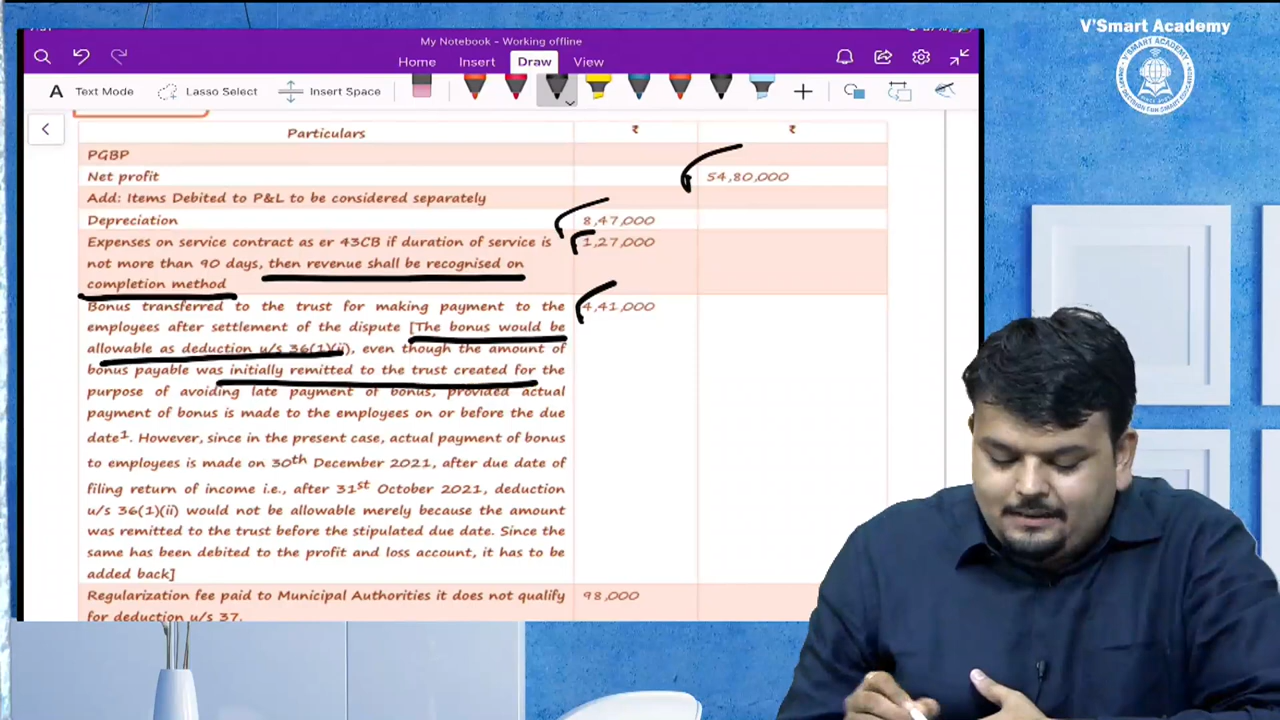 V'Smart Academy
My Notebook - Working offline
Home Insert Draw View
A Text Mode Lasso Select Insert Space
Particulars ₹ ₹
PGBP
Net profit 54,80,000
Add: Items Debited to P&L to be considered separately
Depreciation 8,47,000
Expenses on service contract as er 43CB if duration of service is 1,27,000
not more than 90 days, then revenue shall be recognised on
completion method
Bonus transferred to the trust for making payment to the 4,41,000
employees after settlement of the dispute [The bonus would be
allowable as deduction u/s 36(1)(ii), even though the amount of
bonus payable was initially remitted to the trust created for the
purpose of avoiding late payment of bonus, provided actual
payment of bonus is made to the employees on or before the due
date1. However, since in the present case, actual payment of bonus
to employees is made on 30th December 2021, after due date of
filing return of income i.e., after 31st October 2021, deduction
u/s 36(1)(ii) would not be allowable merely because the amount
was remitted to the trust before the stipulated due date. Since the
same has been debited to the profit and loss account, it has to be
added back]
Regularization fee paid to Municipal Authorities it does not qualify 98,000
for deduction u/s 37.